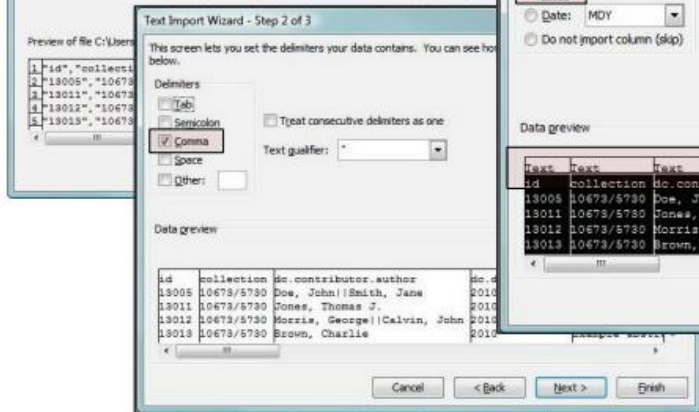 Preview of file C:\Users
1 "id","collecti
2 "13005","10673
3 "13011","10673
4 "13012","10673
5 "13013","10673
Text Import Wizard - Step 2 of 3
This screen lets you set the delimiters your data contains. You can see how
below.
Delimiters
Tab
Semicolon
Comma
Space
Other:
Treat consecutive delimiters as one
Text qualifier: "
Data preview
id collection dc.contributor.author dc.d
13005 10673/5730 Doe, John||Smith, Jane 2010
13011 10673/5730 Jones, Thomas J. 2010
13012 10673/5730 Morris, George||Calvin, John 2010
13013 10673/5730 Brown, Charlie 2010
Cancel < Back Next > Finish
Date: MDY
Do not import column (skip)
Data preview
Text Text Text
id collection dc.con
13005 10673/5730 Doe, J
13011 10673/5730 Jones,
13012 10673/5730 Morris
13013 10673/5730 Brown,